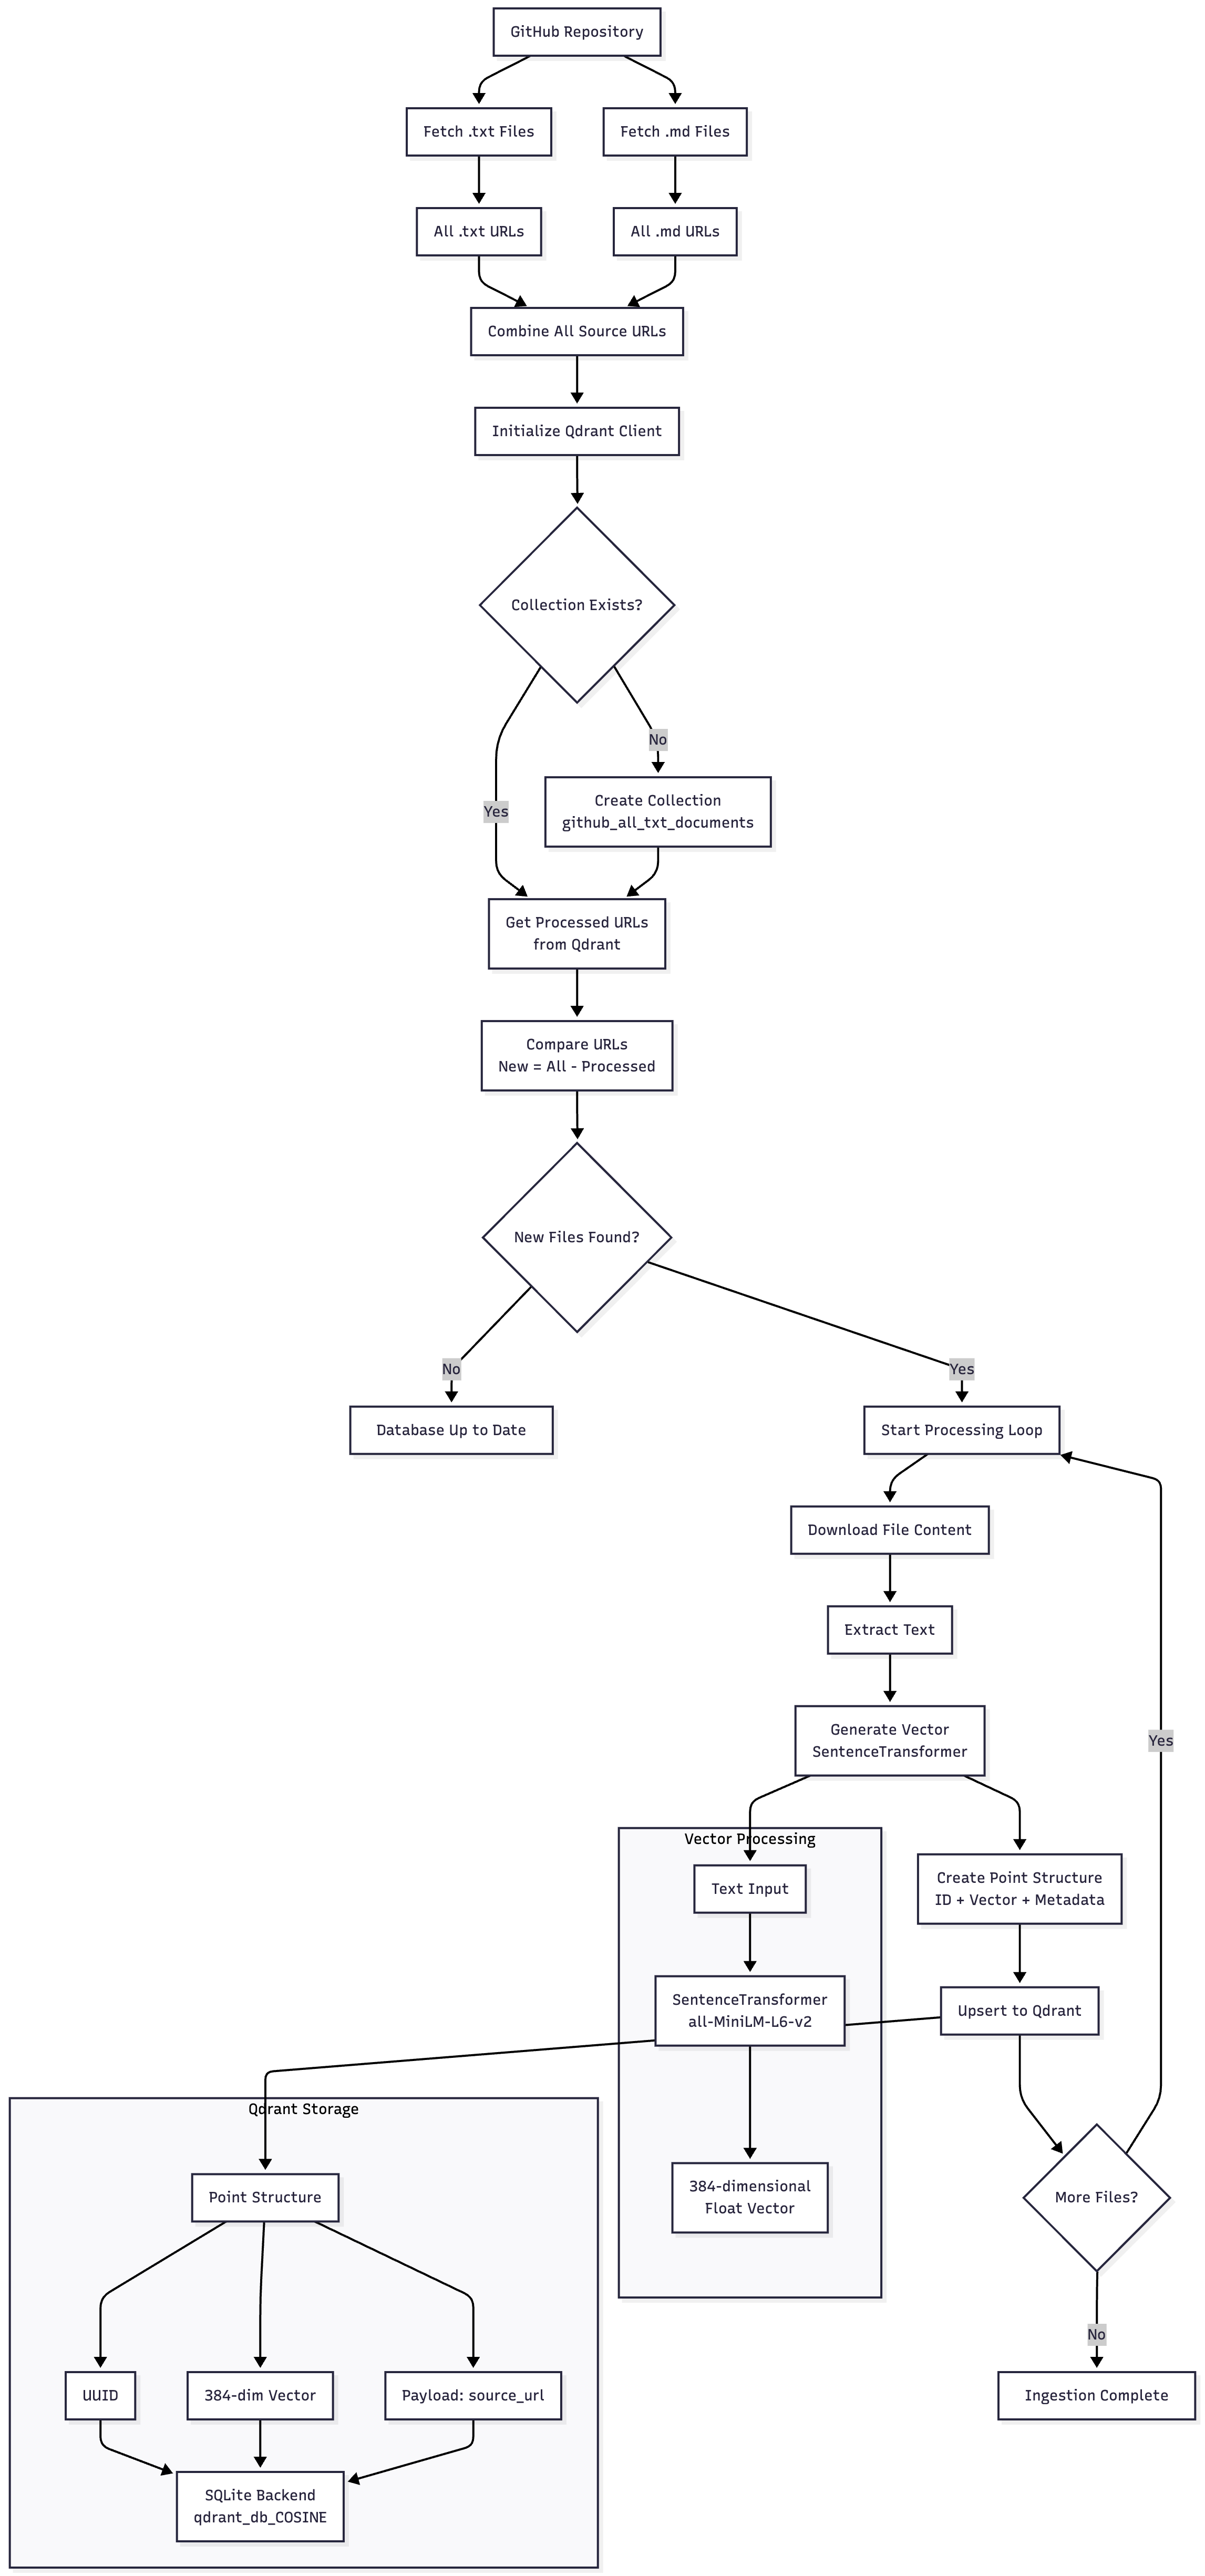 GitHub Repository
Fetch .txt Files
Fetch .md Files
All .txt URLs
All .md URLs
Combine All Source URLs
Initialize Qdrant Client
Collection Exists?
No
Create Collection
github_all_txt_documents
Yes
Get Processed URLs
from Qdrant
Compare URLs
New = All - Processed
New Files Found?
No
Yes
Database Up to Date
Start Processing Loop
Download File Content
Extract Text
Generate Vector
SentenceTransformer
Yes
Vector Processing
Text Input
Create Point Structure
ID + Vector + Metadata
SentenceTransformer
all-MiniLM-L6-v2
Upsert to Qdrant
Qdrant Storage
Point Structure
384-dimensional
Float Vector
More Files?
No
UUID
384-dim Vector
Payload: source_url
Ingestion Complete
SQLite Backend
qdrant_db_COSINE